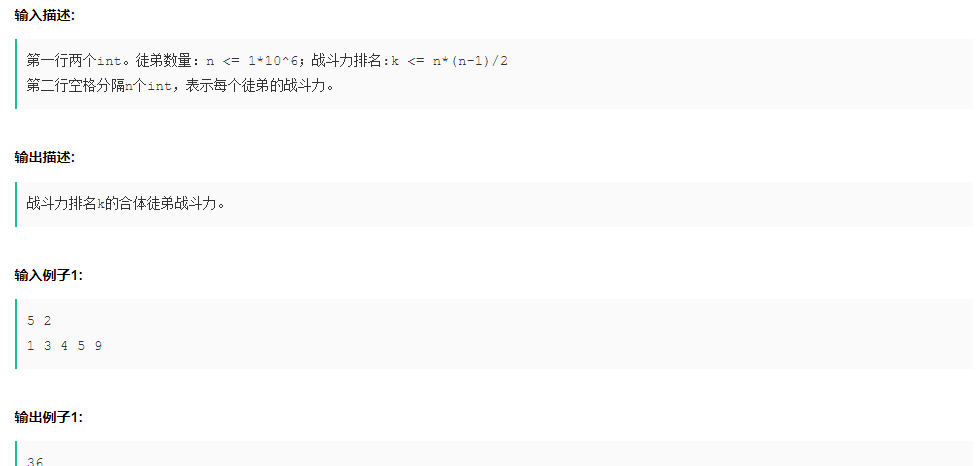 输入描述:
第一行两个int。徒弟数量: n <= 1*10^6; 战斗力排名:k <= n*(n-1)/2
第二行空格分隔n个int，表示每个徒弟的战斗力。
输出描述:
战斗力排名k的合体徒弟战斗力。
输入例子1:
5 2
1 3 4 5 9
输出例子1:
36